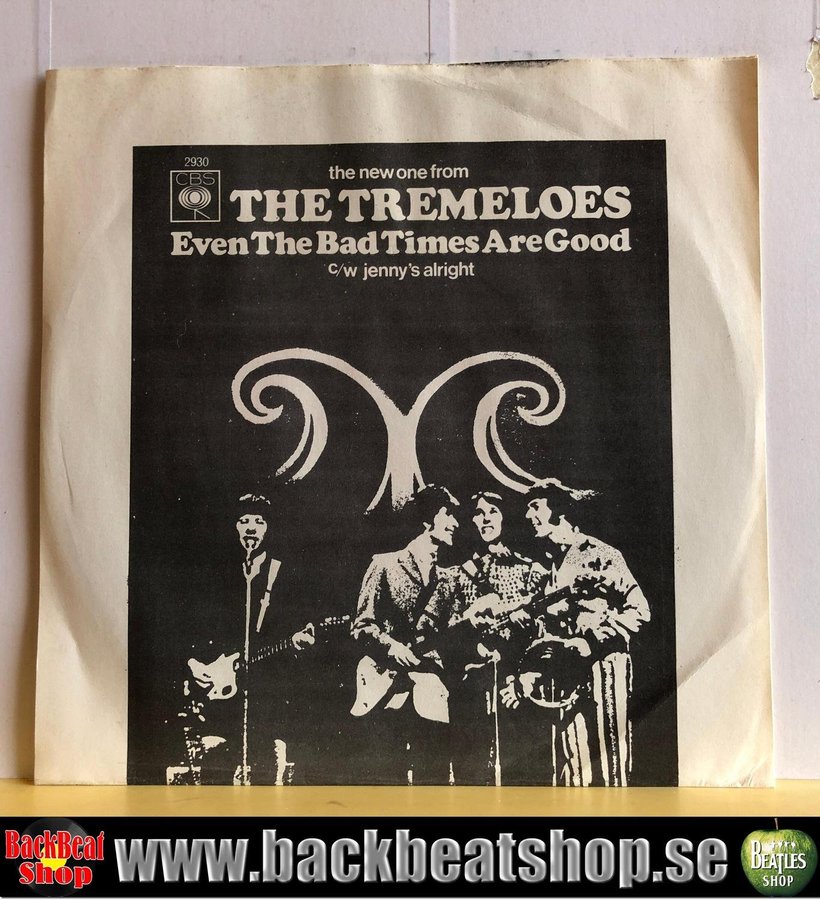 2930
CBS
the new one from
THE TREMELOES
Even The Bad Times Are Good
c/w jenny's alright
BackBeat
Shop
www.backbeatshop.se
BEATLES
SHOP